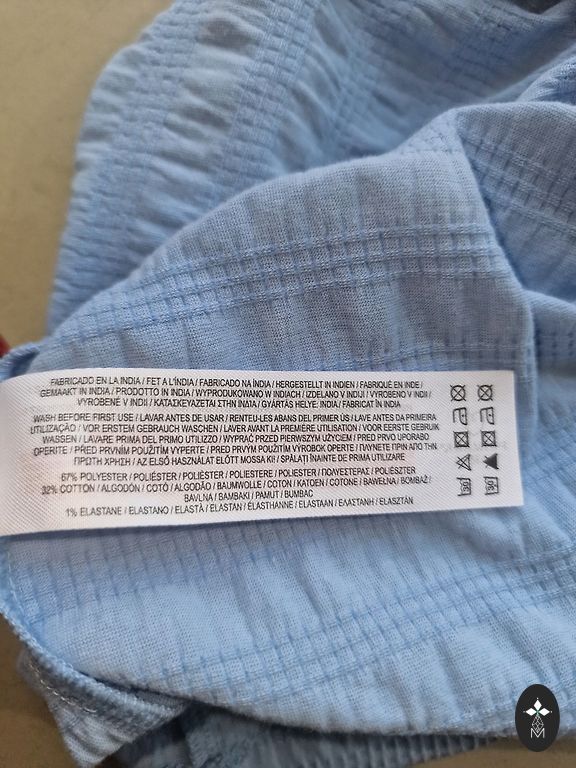 FABRICADO EN LA INDIA / FET A L'ÍNDIA / FABRICADO NA ÍNDIA / HERGESTELLT IN INDIEN / FABRIQUÉ EN INDE /
GEMAAKT IN INDIA / PRODOTTO IN INDIA / WYPRODUKOWANO W INDIACH / IZDELANO V INDIJI / VYROBENO V INDII /
VYROBENÉ V INDII / ΚΑΤΑΣΚΕΥΑΖΕΤΑΙ ΣΤΗΝ ΙΝΔΙΑ / GYÁRTÁS HELYE: INDIA / FABRICAT ÎN INDIA
WASH BEFORE FIRST USE / LAVAR ANTES DE USAR / RENTEU-LES ABANS DEL PRIMER ÚS / LAVE ANTES DA PRIMEIRA
UTILIZAÇÃO / VOR ERSTEM GEBRAUCH WASCHEN / LAVER AVANT LA PREMIÈRE UTILISATION / VOOR EERSTE GEBRUIK
WASSEN / LAVARE PRIMA DEL PRIMO UTILIZZO / WYPRAĆ PRZED PIERWSZYM UŻYCIEM / PRED PRVO UPORABO
OPERITE / PŘED PRVNÍM POUŽITÍM VYPERTE / PRED PRVÝM POUŽITÍM VÝROBOK OPERTE / ΠΛΥΝΕΤΕ ΠΡΙΝ ΑΠΟ ΤΗΝ
ΠΡΩΤΗ ΧΡΗΣΗ / AZ ELSŐ HASZNÁLAT ELŐTT MOSSA KI! / SPĂLAȚI ÎNAINTE DE PRIMA UTILIZARE
67% POLYESTER / POLIÉSTER / POLIÈSTER / POLIÉSTER / POLYESTER / POLIESTERE / POLIESTER / ΠΟΛΥΕΣΤΕΡΑΣ / POLIÉSZTER
32% COTTON / ALGODÓN / COTÓ / ALGODÃO / BAUMWOLLE / COTON / KATOEN / COTONE / BAWEŁNA / BOMBAŽ /
BAVLNA / ΒΑΜΒΑΚΙ / PAMUT / BUMBAC
1% ELASTANE / ELASTANO / ELASTÀ / ELASTAN / ÉLASTHANNE / ELASTAAN / ΕΛΑΣΤΑΝΗ / ELASZTÁN
30 30
M